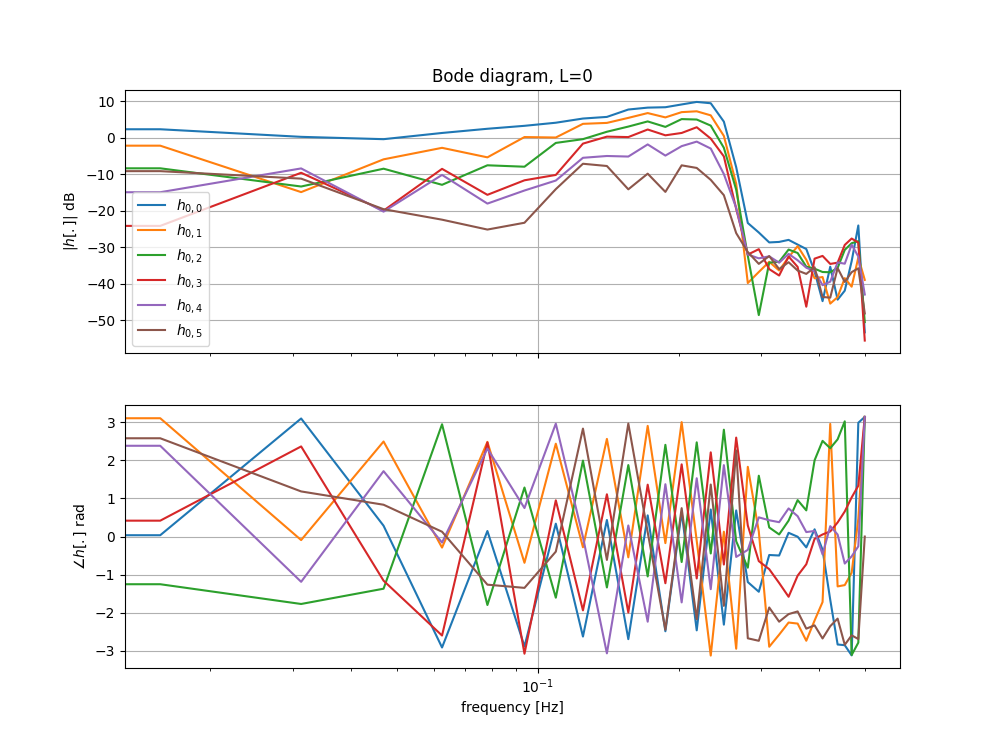 Bode diagram, L=0
|h[.]| dB
10
0
−10
−20
−30
−40
−50
h0,0
h0,1
h0,2
h0,3
h0,4
h0,5
∠h[.] rad
3
2
1
0
−1
−2
−3
10⁻¹
frequency [Hz]